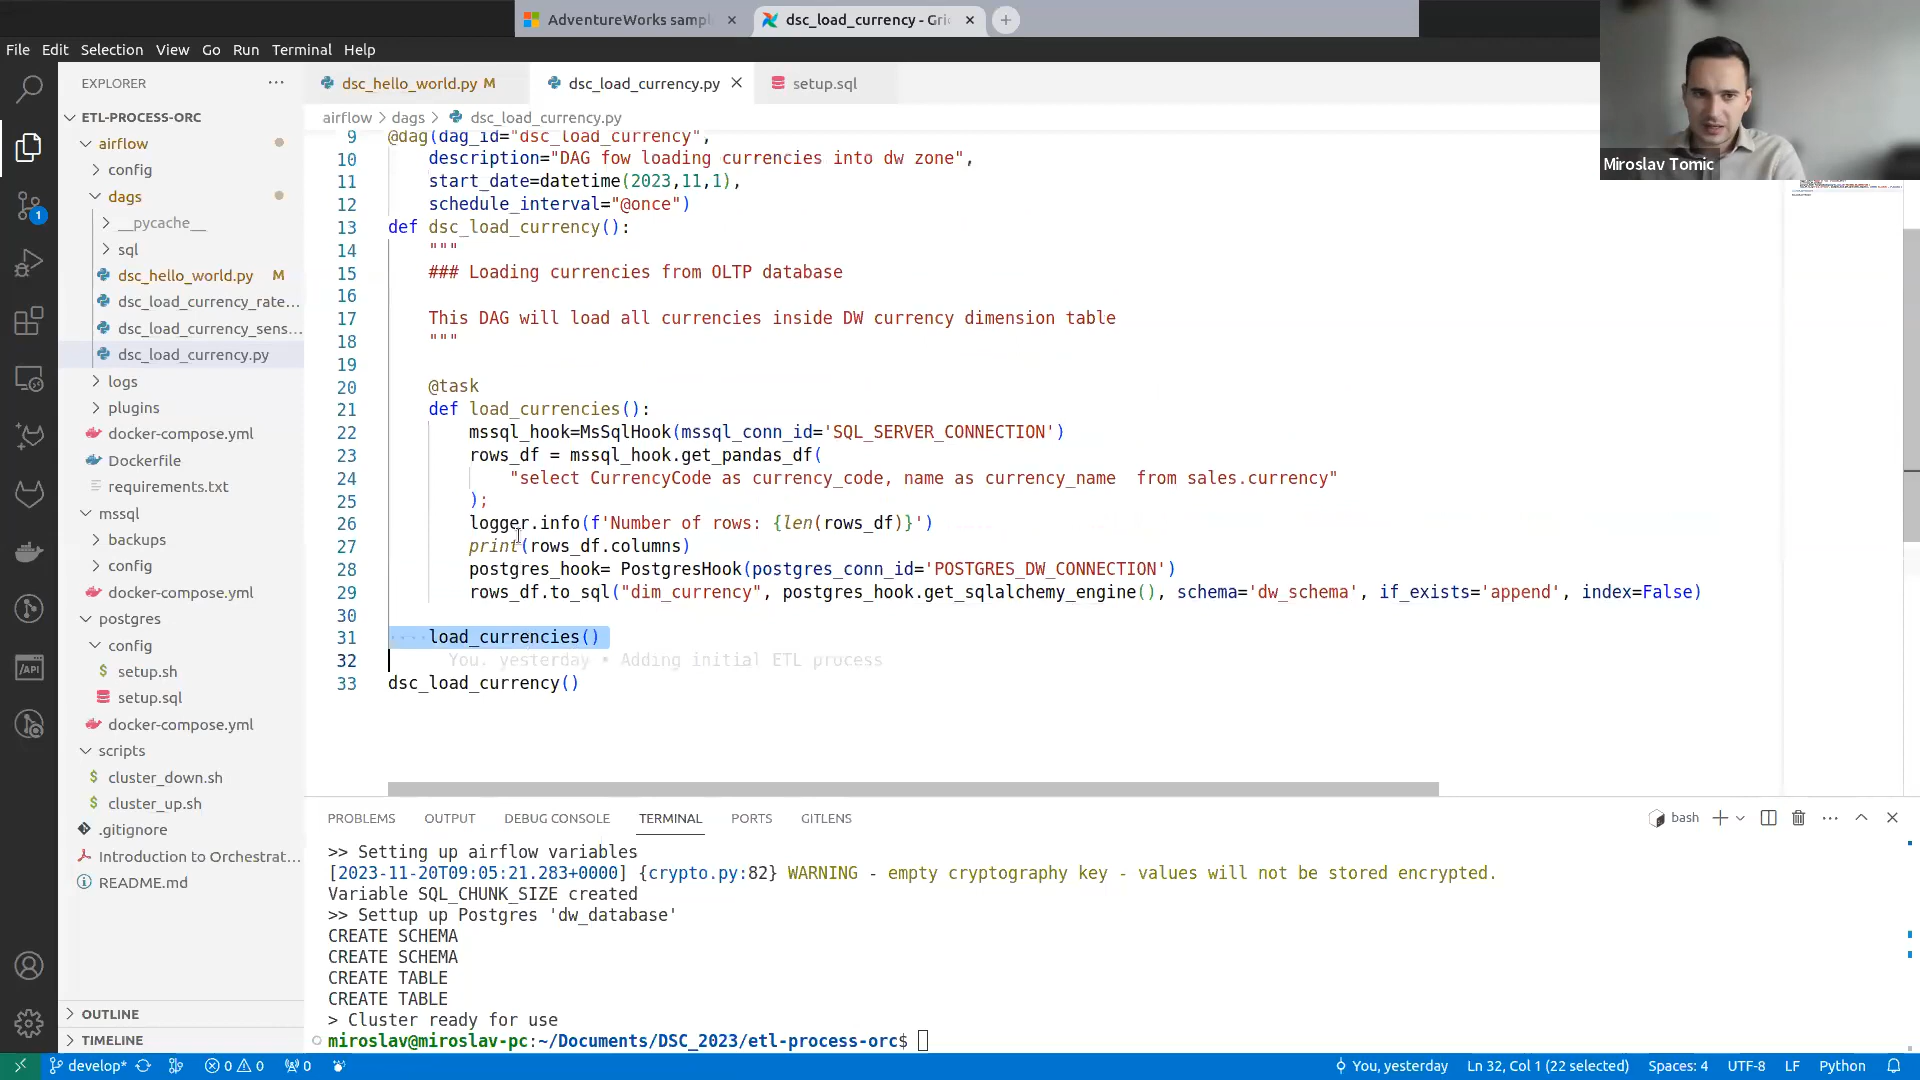 AdventureWorks sampl
dsc_load_currency - Gri
File Edit Selection View Go Run Terminal Help
Miroslav Tomic
EXPLORER
ETL-PROCESS-ORC
airflow
config
dags
__pycache__
sql
dsc_hello_world.py M
dsc_load_currency_rate...
dsc_load_currency_sens...
dsc_load_currency.py
logs
plugins
docker-compose.yml
Dockerfile
requirements.txt
mssql
backups
config
docker-compose.yml
postgres
config
setup.sh
setup.sql
docker-compose.yml
scripts
cluster_down.sh
cluster_up.sh
.gitignore
Introduction to Orchestrat...
README.md
OUTLINE
TIMELINE
1
dsc_hello_world.py M
dsc_load_currency.py
setup.sql
airflow > dags > dsc_load_currency.py
9 @dag(dag_id="dsc_load_currency",
10 description="DAG fow loading currencies into dw zone",
11 start_date=datetime(2023,11,1),
12 schedule_interval="@once")
13 def dsc_load_currency():
14 """
15 ### Loading currencies from OLTP database
16
17 This DAG will load all currencies inside DW currency dimension table
18 """
19
20 @task
21 def load_currencies():
22 mssql_hook=MsSqlHook(mssql_conn_id='SQL_SERVER_CONNECTION')
23 rows_df = mssql_hook.get_pandas_df(
24 "select CurrencyCode as currency_code, name as currency_name  from sales.currency"
25 );
26 logger.info(f'Number of rows: {len(rows_df)}')
27 print(rows_df.columns)
28 postgres_hook= PostgresHook(postgres_conn_id='POSTGRES_DW_CONNECTION')
29 rows_df.to_sql("dim_currency", postgres_hook.get_sqlalchemy_engine(), schema='dw_schema', if_exists='append', index=False)
30
31 ····load_currencies()
32 You, yesterday • Adding initial ETL process
33 dsc_load_currency()
PROBLEMS OUTPUT DEBUG CONSOLE TERMINAL PORTS GITLENS
bash
>> Setting up airflow variables
[2023-11-20T09:05:21.283+0000] {crypto.py:82} WARNING - empty cryptography key - values will not be stored encrypted.
Variable SQL_CHUNK_SIZE created
>> Settup up Postgres 'dw_database'
CREATE SCHEMA
CREATE SCHEMA
CREATE TABLE
CREATE TABLE
> Cluster ready for use
miroslav@miroslav-pc:~/Documents/DSC_2023/etl-process-orc$
develop* 0 0 0 You, yesterday Ln 32, Col 1 (22 selected) Spaces: 4 UTF-8 LF Python